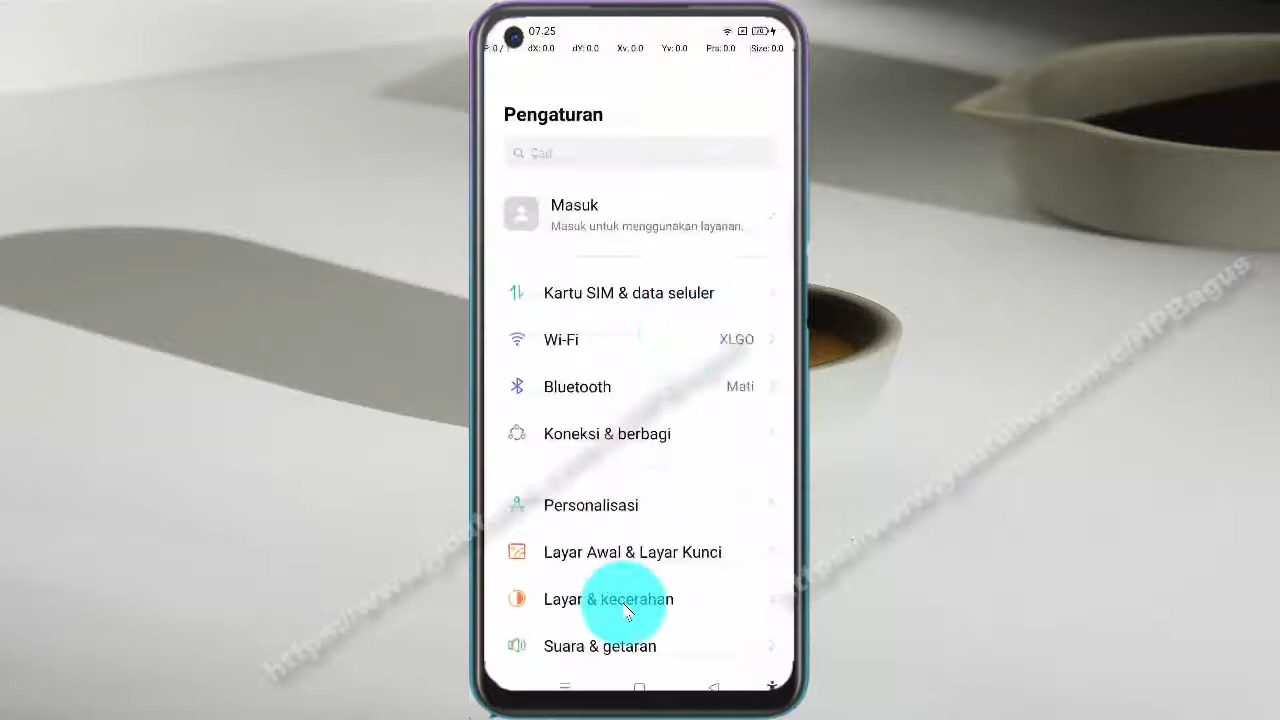 07.25
dX:0.0 dY:0.0 Xv:0.0 Yv:0.0 Prs:0.0 Size:0.0
Pengaturan
Cari
Masuk
Masuk untuk menggunakan layanan.
Kartu SIM & data seluler
Wi-Fi XLGO
Bluetooth Mati
Koneksi & berbagi
Personalisasi
Layar Awal & Layar Kunci
Layar & kecerahan
Suara & getaran